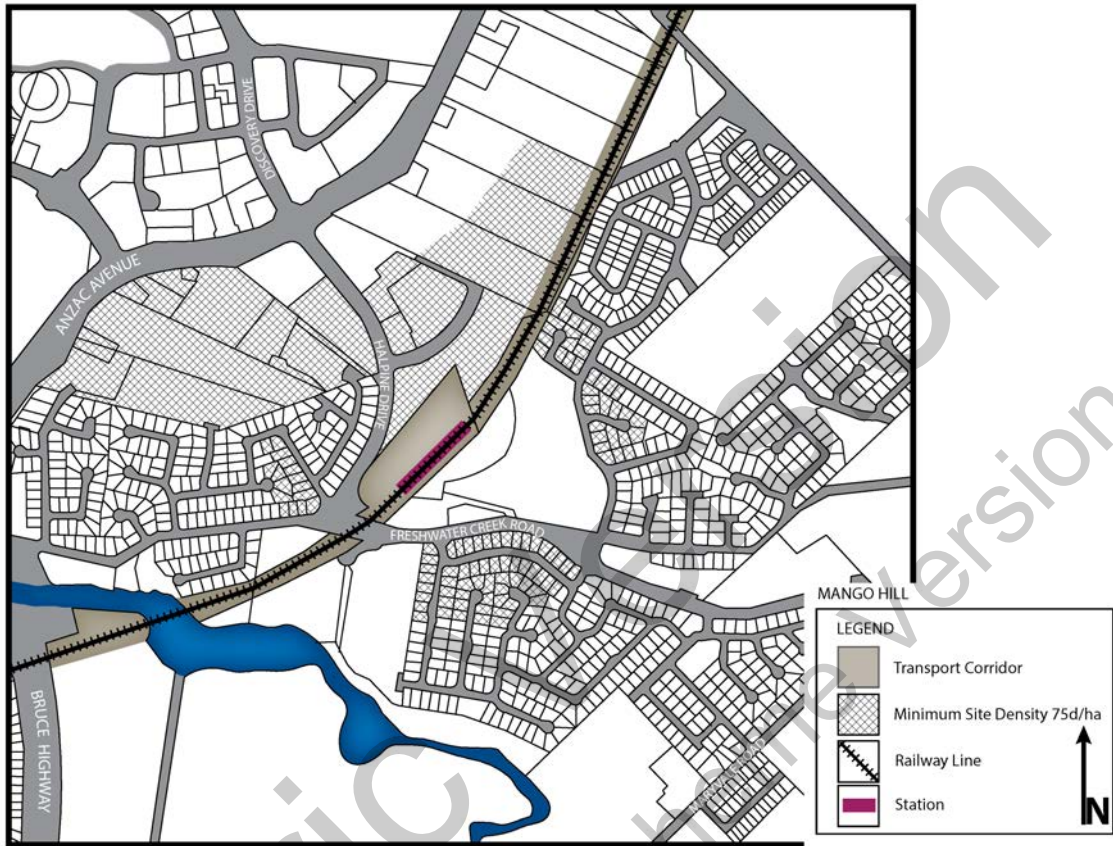 DISCOVERY DRIVE
ANZAC AVENUE
HALPINE DRIVE
FRESHWATER CREEK ROAD
BRUCE HIGHWAY
ROAD
MANGO HILL
LEGEND
Transport Corridor
Minimum Site Density 75d/ha
Railway Line
Station
N